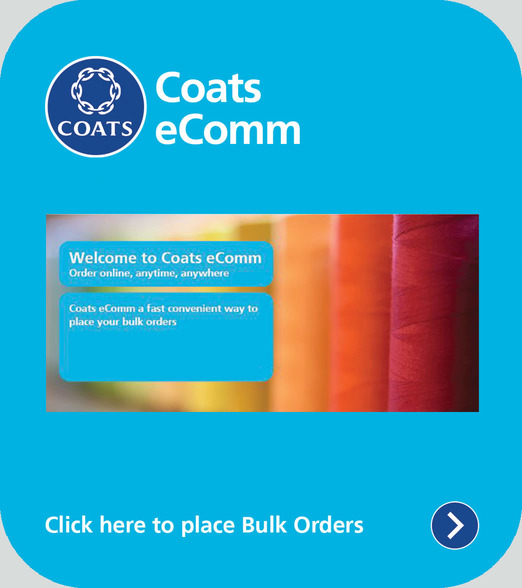 COATS
Coats
eComm
Welcome to Coats eComm
Order online, anytime, anywhere
Coats eComm a fast convenient way to
place your bulk orders
Click here to place Bulk Orders